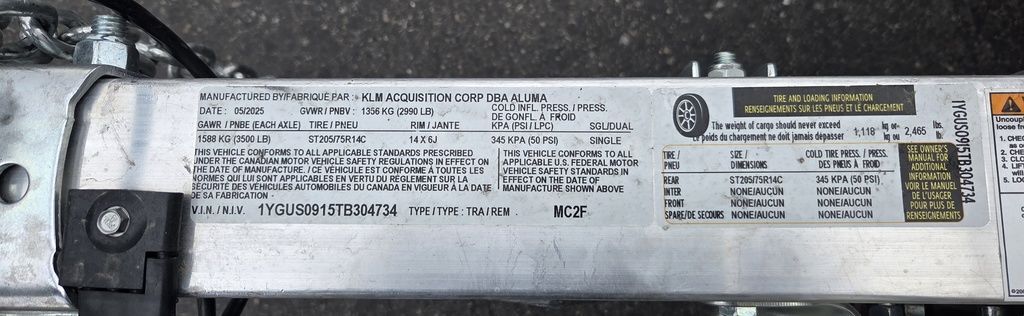 MANUFACTURED BY/FABRIQUÉ PAR : KLM ACQUISITION CORP DBA ALUMA
DATE : 05/2025 GVWR / PNBV : 1356 KG (2990 LB) COLD INFL. PRESS. / PRESS.
DE GONFL. À FROID
GAWR / PNBE (EACH AXLE) TIRE / PNEU RIM / JANTE KPA (PSI / LPC) SGL/DUAL
1588 KG (3500 LB) ST205/75R14C 14 X 6J 345 KPA (50 PSI) SINGLE
THIS CONFORMS TO ALL APPLICABLE STANDARDS PRESCRIBED
UNDER THE CANADIAN MOTOR VEHICLE SAFETY REGULATIONS IN EFFECT ON
THE DATE OF MANUFACTURE. / CE VÉHICULE EST CONFORME À TOUTES LES
NORMES QUI LUI SONT APPLICABLES EN VERTU DU RÈGLEMENT SUR LA
SÉCURITÉ DES VÉHICULES AUTOMOBILES DU CANADA EN VIGUEUR À LA DATE
DE SA FABRICATION
THIS VEHICLE CONFORMS TO ALL
APPLICABLE U.S. FEDERAL MOTOR
VEHICLE SAFETY STANDARDS IN
EFFECT ON THE DATE OF
MANUFACTURE SHOWN ABOVE
V.I.N. / N.I.V. 1YGUS0915TB304734 TYPE / TYPE : TRA / REM MC2F
TIRE AND LOADING INFORMATION
RENSEIGNEMENTS SUR LES PNEUS ET LE CHARGEMENT
The weight of cargo should never exceed
Le poids du chargement ne doit jamais dépasser 1,118 kg or ou 2,465 lbs. lb.
TIRE / PNEU SIZE / DIMENSIONS COLD TIRE PRESS. / PRESS. DES PNEUS À FROID
REAR ST205/75R14C 345 KPA (50 PSI)
FRONT NONE/AUCUN NONE/AUCUN
SPARE/DE SECOURS NONE/AUCUN NONE/AUCUN
SEE OWNER'S
MANUAL FOR
ADDITIONAL
INFORMATION
VOIR LE MANUEL
DE L'USAGER
POUR PLUS DE
RENSEIGNEMENTS
1YGUS0915TB304734